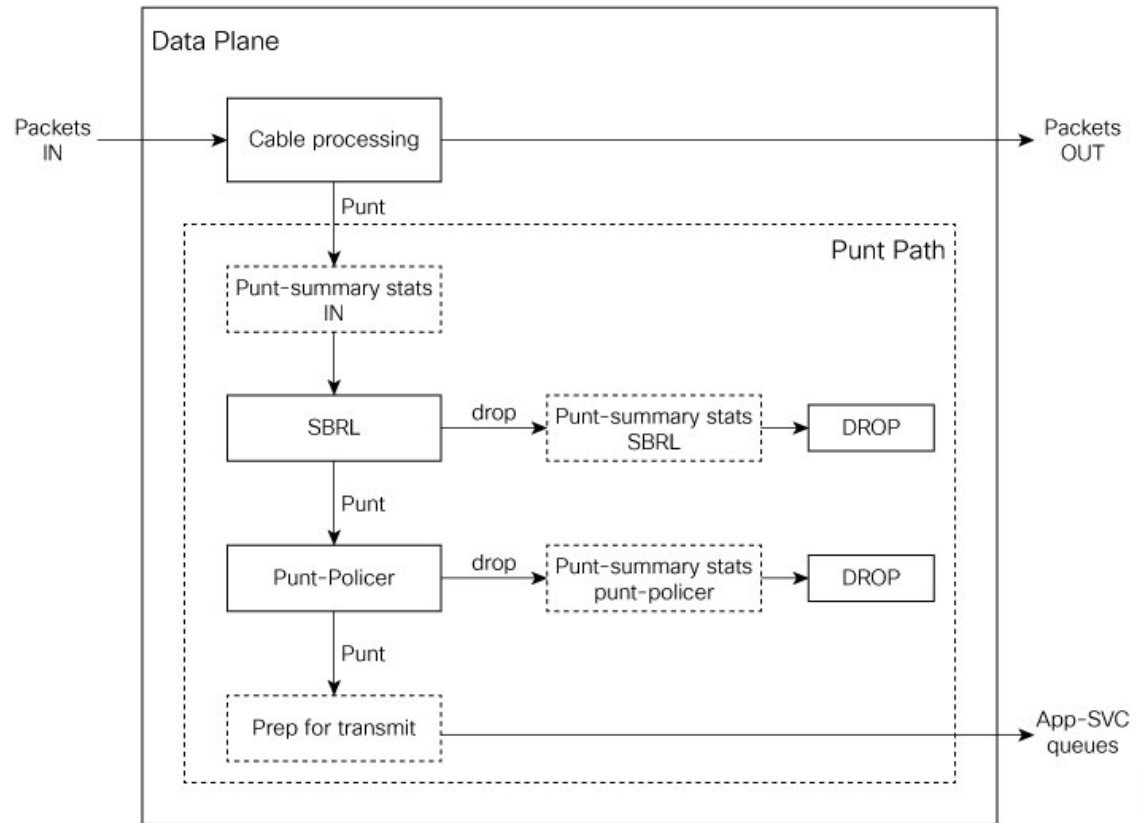 Data Plane
Packets
IN
Cable processing
Packets
OUT
Punt
Punt Path
Punt-summary stats
IN
SBRL
drop
Punt-summary stats
SBRL
DROP
Punt
Punt-Policer
drop
Punt-summary stats
punt-policer
DROP
Punt
Prep for transmit
App-SVC
queues